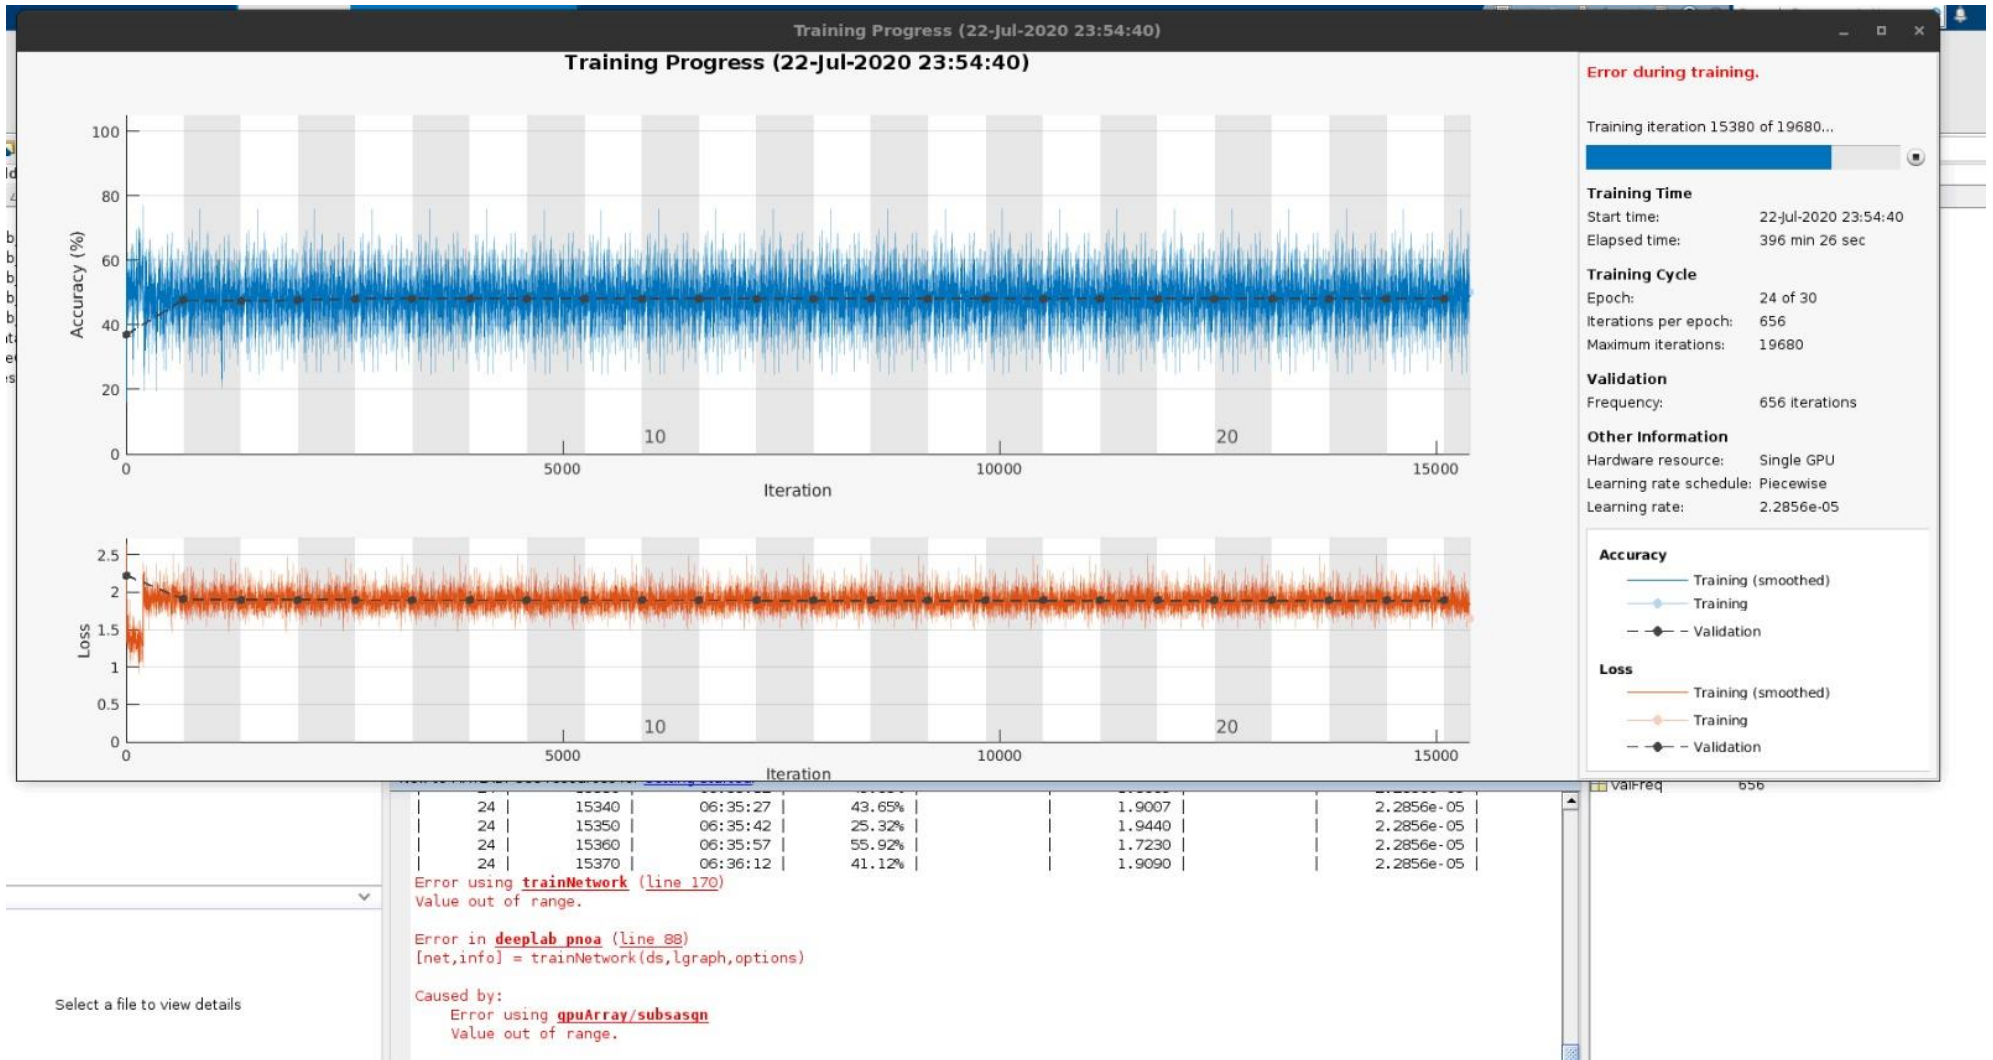 Training Progress (22-Jul-2020 23:54:40)
Training Progress (22-Jul-2020 23:54:40)
100
80
60
40
20
0
Accuracy (%)
10
20
0
5000
10000
15000
Iteration
2.5
2
1.5
1
0.5
0
Loss
10
20
0
5000
10000
15000
Iteration
Error during training.
Training iteration 15380 of 19680...
Training Time
Start time: 22-Jul-2020 23:54:40
Elapsed time: 396 min 26 sec
Training Cycle
Epoch: 24 of 30
Iterations per epoch: 656
Maximum iterations: 19680
Validation
Frequency: 656 iterations
Other Information
Hardware resource: Single GPU
Learning rate schedule: Piecewise
Learning rate: 2.2856e-05
Accuracy
Training (smoothed)
Training
Validation
Loss
Training (smoothed)
Training
Validation
ValFreq 656
| 24 | 15340 | 06:35:27 | 43.65% | | 1.9007 | | 2.2856e-05 |
| 24 | 15350 | 06:35:42 | 25.32% | | 1.9440 | | 2.2856e-05 |
| 24 | 15360 | 06:35:57 | 55.92% | | 1.7230 | | 2.2856e-05 |
| 24 | 15370 | 06:36:12 | 41.12% | | 1.9090 | | 2.2856e-05 |
Error using trainNetwork (line 170)
Value out of range.
Error in deeplab_pnoa (line 88)
[net,info] = trainNetwork(ds,lgraph,options)
Caused by:
Error using gpuArray/subsasgn
Value out of range.
Select a file to view details